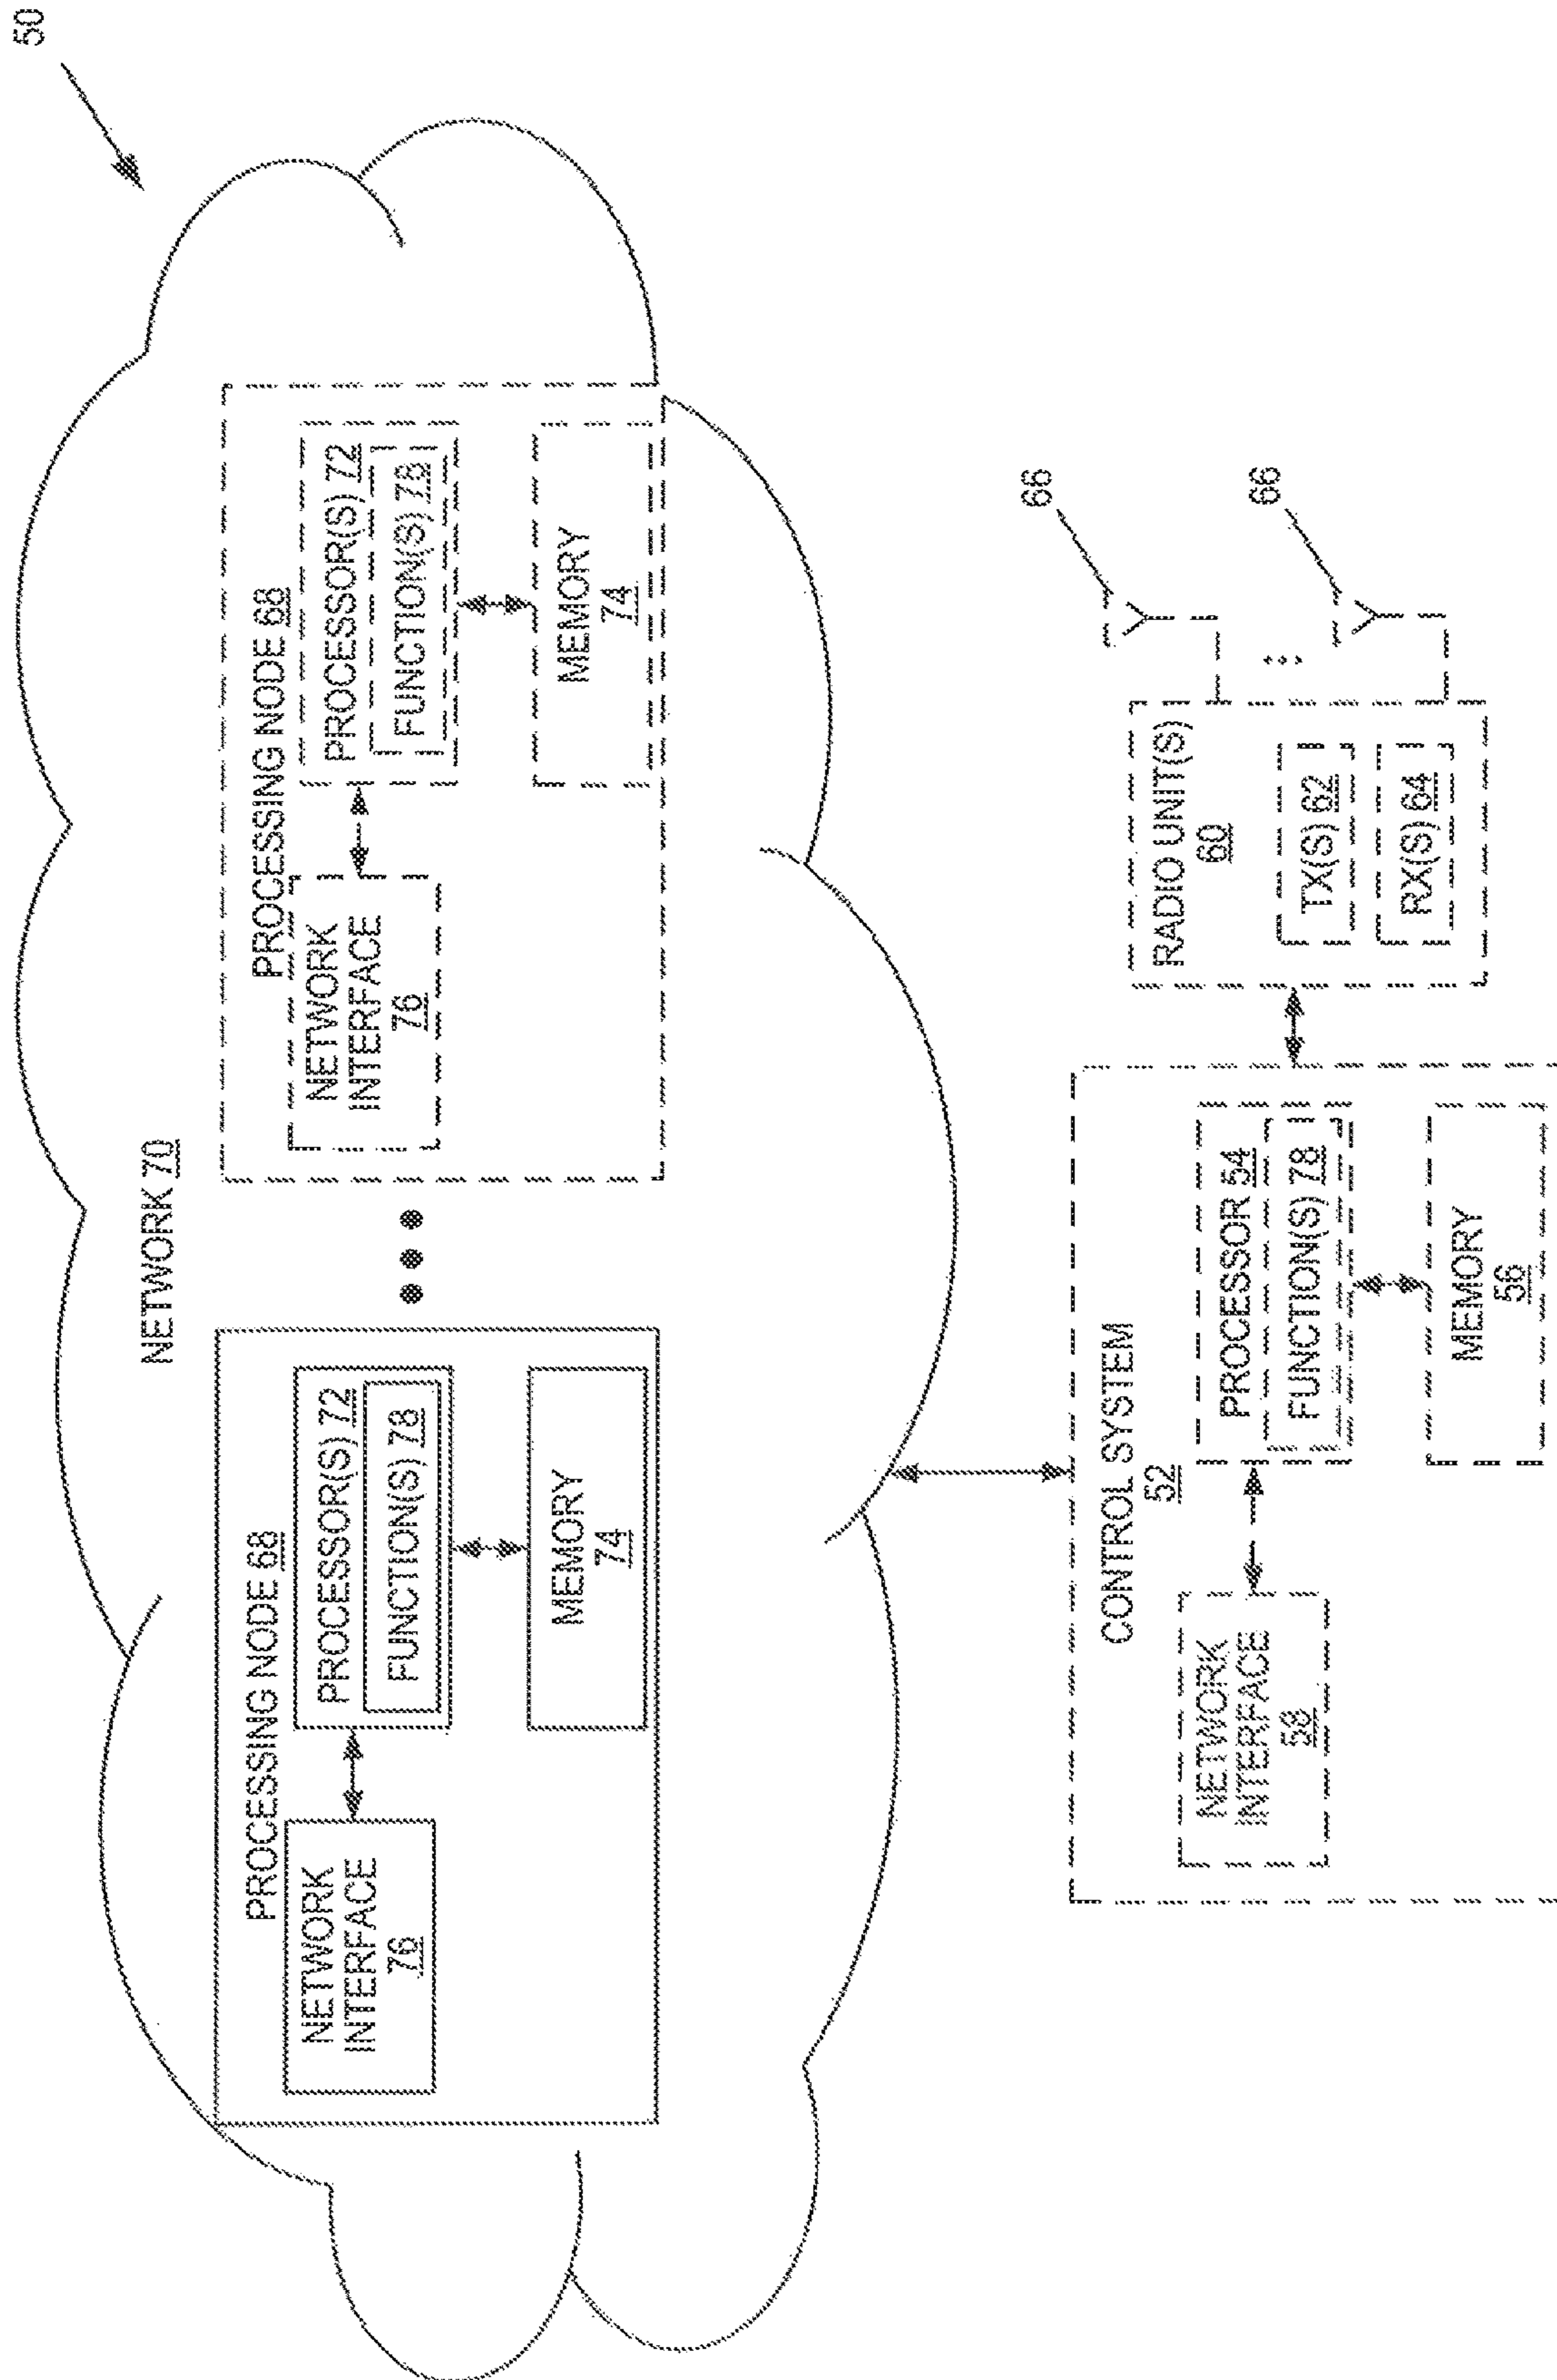 50
NETWORK 70
PROCESSING NODE 68
NETWORK
INTERFACE
76
PROCESSOR(S) 72
FUNCTION(S) 78
MEMORY
74
PROCESSING NODE 68
NETWORK
INTERFACE
76
PROCESSOR(S) 72
FUNCTION(S) 78
MEMORY
74
CONTROL SYSTEM
52
NETWORK
INTERFACE
58
PROCESSOR 54
FUNCTION(S) 78
MEMORY
56
RADIO UNIT(S)
60
TX(S) 62
RX(S) 64
66
66